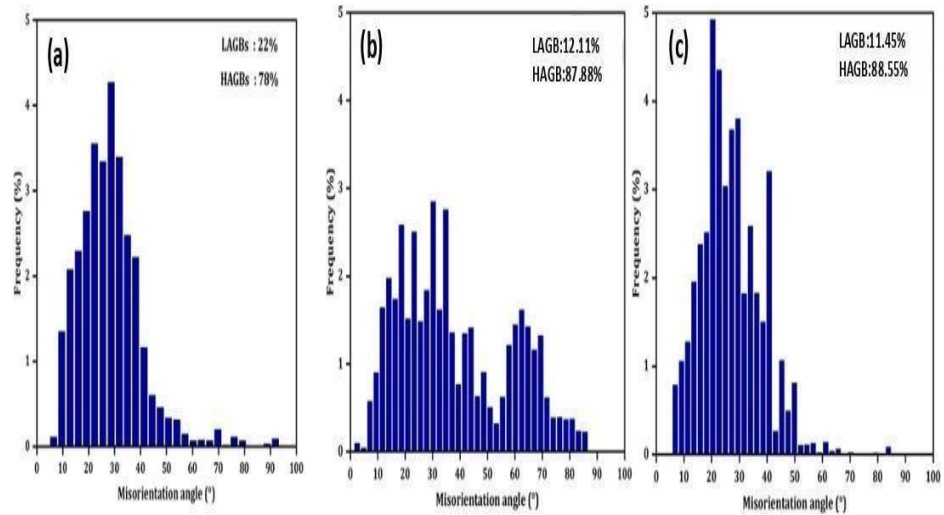 (a)
LAGBs : 22%
HAGBs : 78%
Frequency (%)
5
4
3
2
1
0
0 10 20 30 40 50 60 70 80 90 100
Misorientation angle (°)
(b)
LAGB:12.11%
HAGB:87.88%
Frequency (%)
5
4
3
2
1
0
0 10 20 30 40 50 60 70 80 90 100
Misorientation angle (°)
(c)
LAGB:11.45%
HAGB:88.55%
Frequency (%)
5
4
3
2
1
0
0 10 20 30 40 50 60 70 80 90 100
Misorientation angle (°)